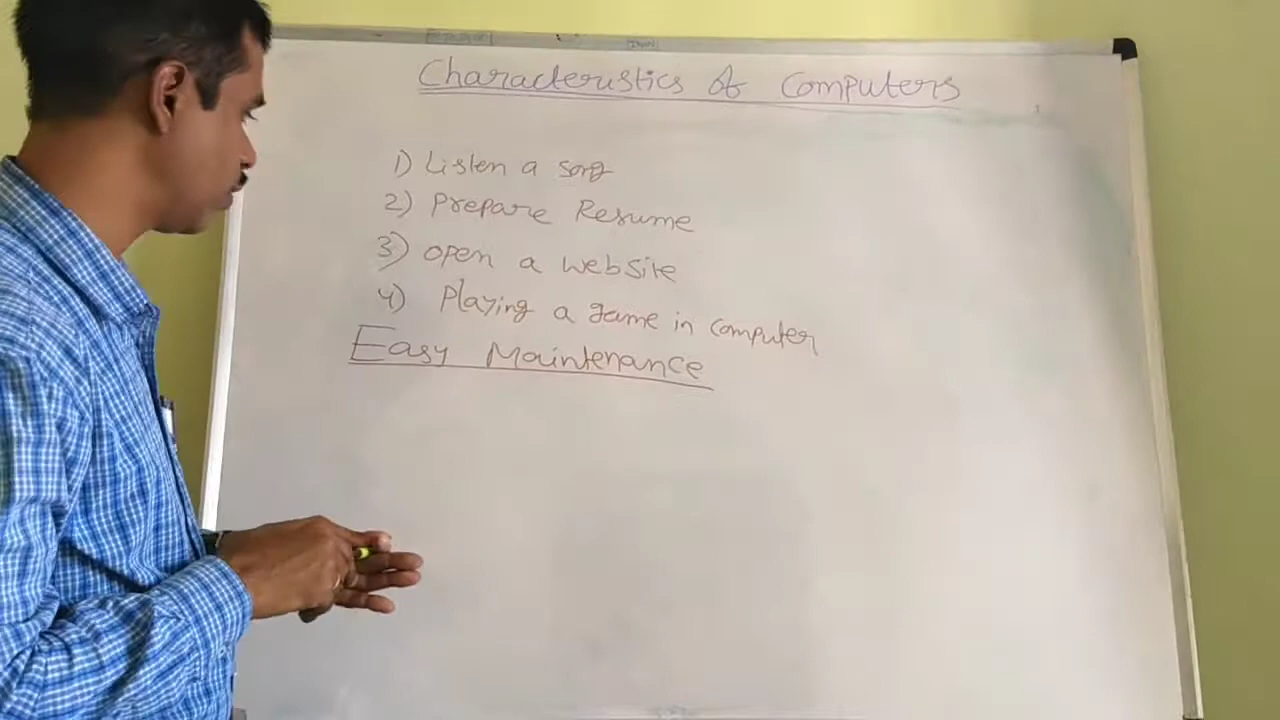 Characteristics of Computers
1) Listen a song
2) Prepare Resume
3) open a website
4) Playing a game in computer
Easy Maintenance